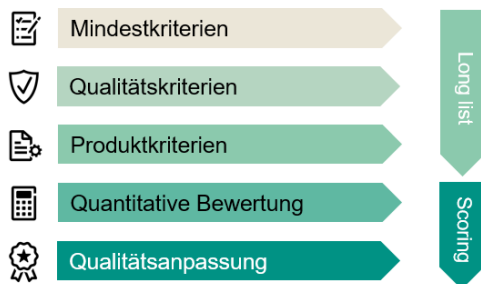 Mindestkriterien
Qualitätskriterien
Produktkriterien
Quantitative Bewertung
Qualitätsanpassung
Long list
Scoring